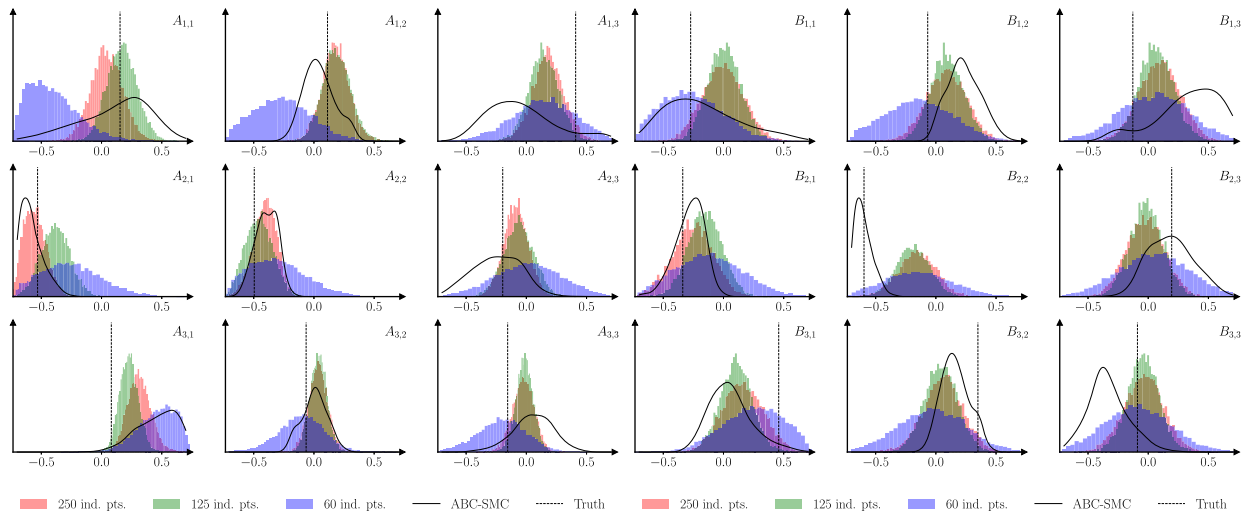 A1,1 A1,2 A1,3 B1,1 B1,2 B1,3
−0.5 0.0 0.5 −0.5 0.0 0.5 −0.5 0.0 0.5 −0.5 0.0 0.5 −0.5 0.0 0.5 −0.5 0.0 0.5
A2,1 A2,2 A2,3 B2,1 B2,2 B2,3
−0.5 0.0 0.5 −0.5 0.0 0.5 −0.5 0.0 0.5 −0.5 0.0 0.5 −0.5 0.0 0.5 −0.5 0.0 0.5
A3,1 A3,2 A3,3 B3,1 B3,2 B3,3
−0.5 0.0 0.5 −0.5 0.0 0.5 −0.5 0.0 0.5 −0.5 0.0 0.5 −0.5 0.0 0.5 −0.5 0.0 0.5
250 ind. pts. 125 ind. pts. 60 ind. pts. ABC-SMC Truth 250 ind. pts. 125 ind. pts. 60 ind. pts. ABC-SMC Truth